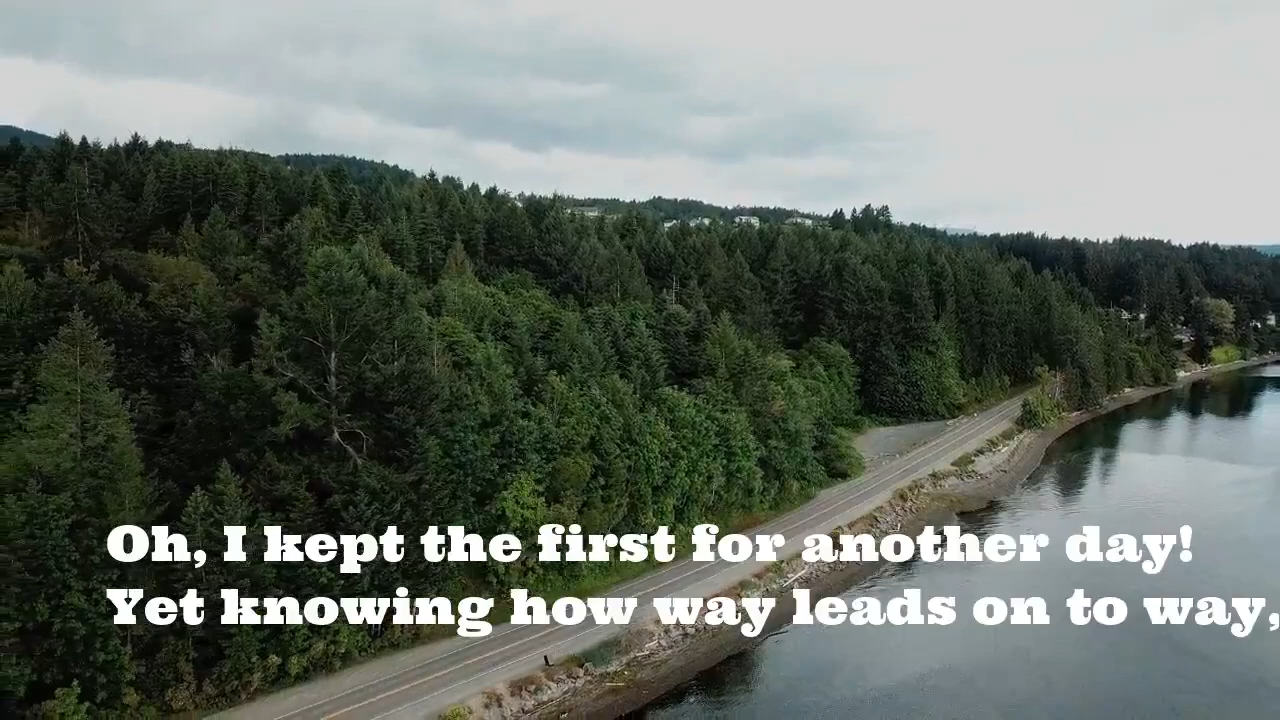 Oh, I kept the first for another day!
Yet knowing how way leads on to way,